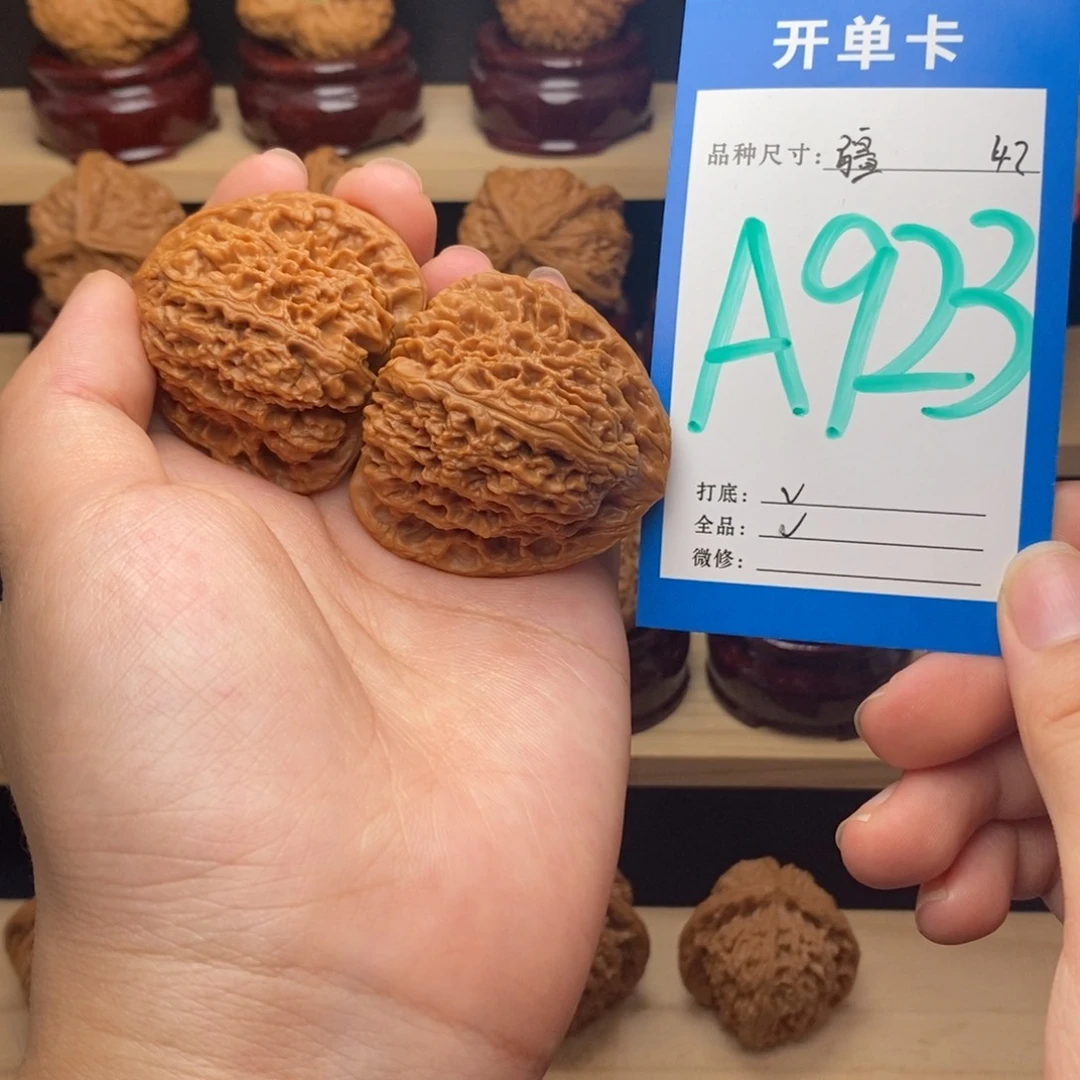 开单卡
品种尺寸: 疆 42
A923
打底: ✓
全品: ✓
微修: